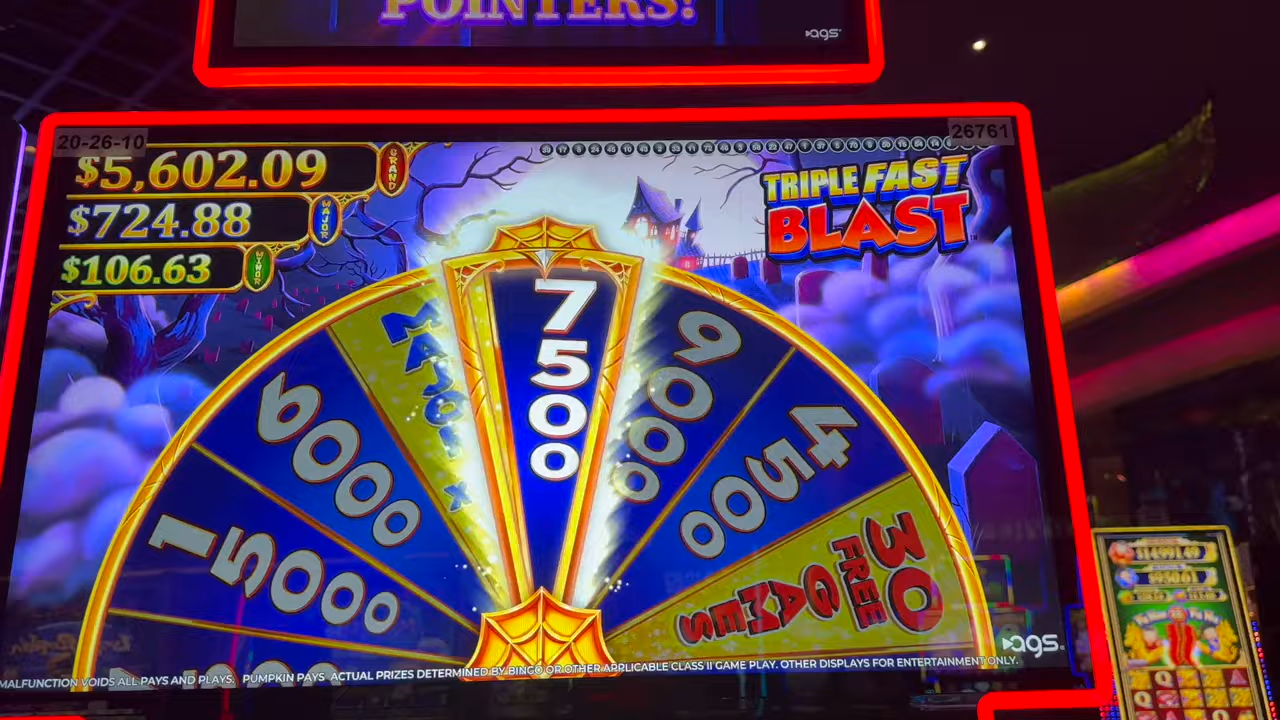 POINTERS!
ags
20-26-10
26761
$5,602.09
GRAND
$724.88
MAJOR
$106.63
MINOR
TRIPLE FAST
BLAST
15000
6000
MAJOR X
7500
9000
4500
30
FREE
GAMES
ags
MALFUNCTION VOIDS ALL PAYS AND PLAYS. PUMPKIN PAYS ACTUAL PRIZES DETERMINED BY BINGO OR OTHER APPLICABLE CLASS II GAME PLAY. OTHER DISPLAYS FOR ENTERTAINMENT ONLY.